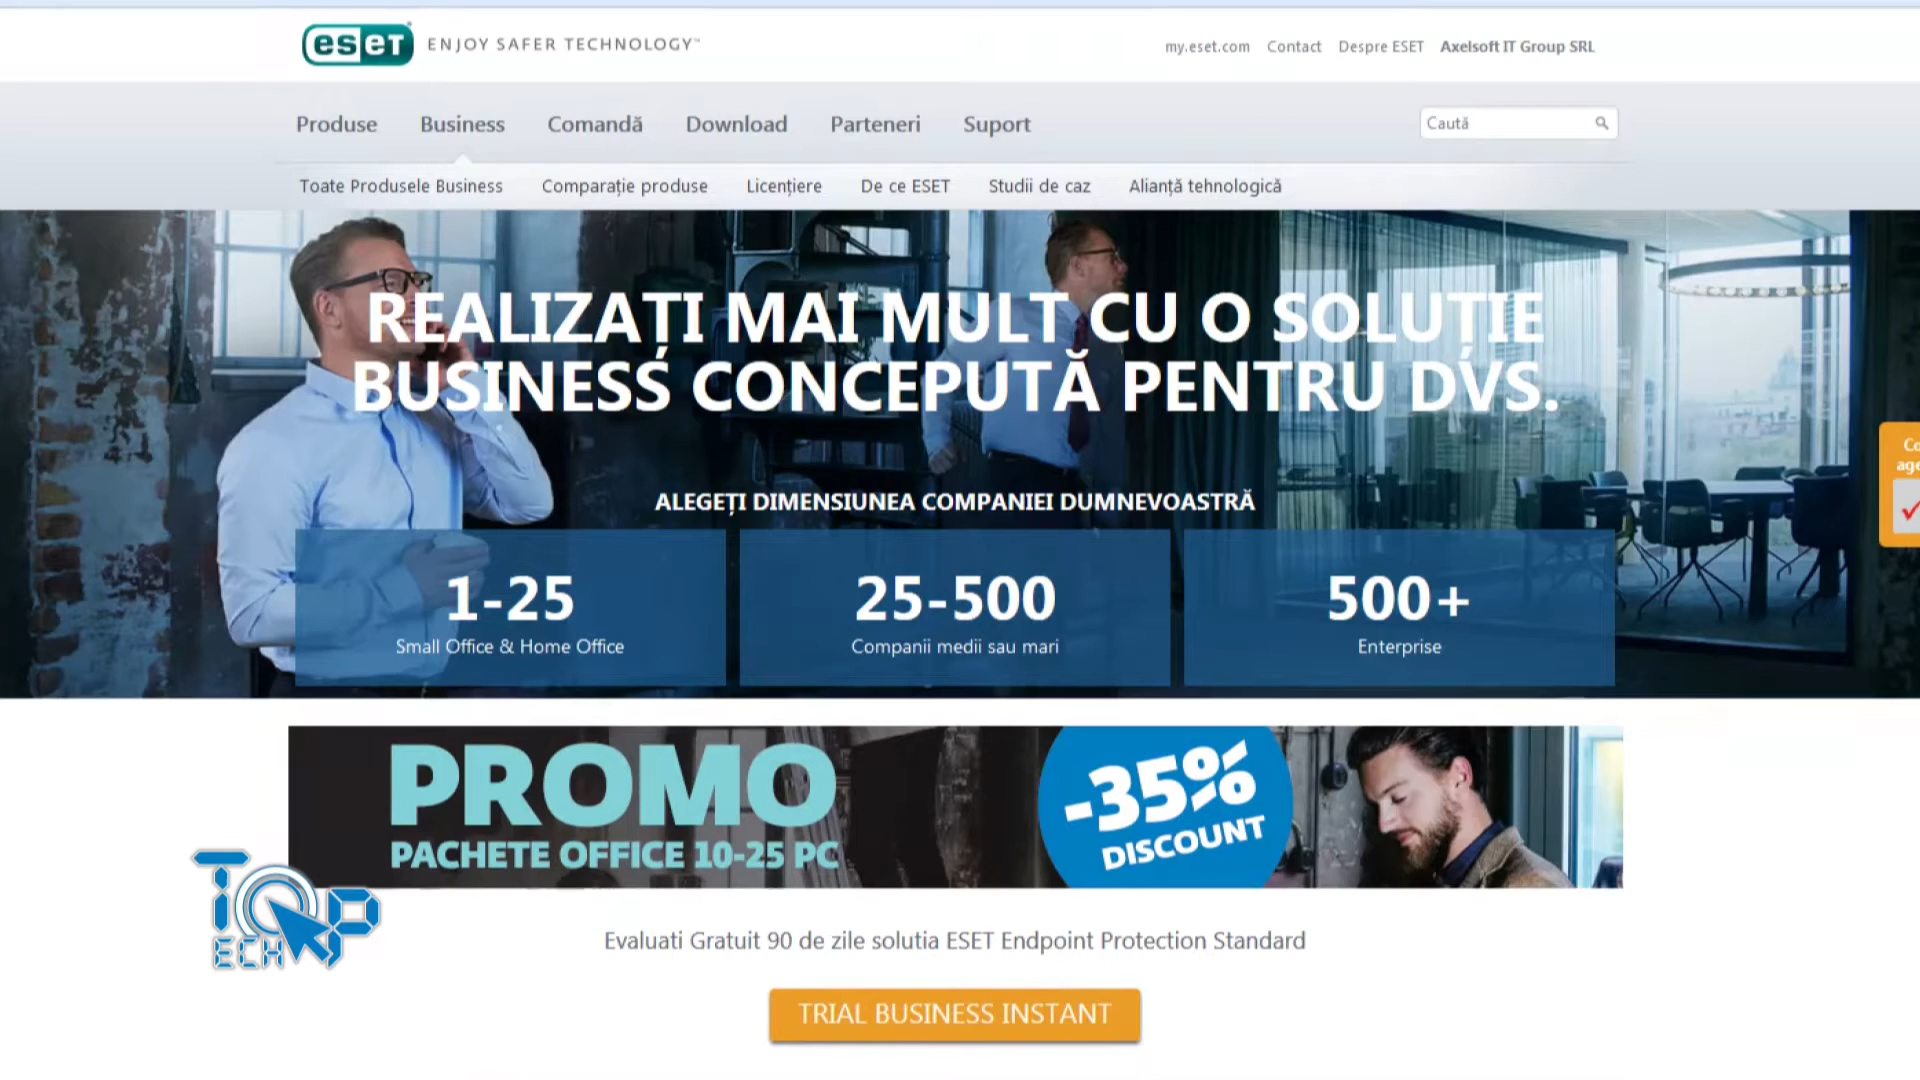 eset ENJOY SAFER TECHNOLOGY™
my.eset.com Contact Despre ESET Axelsoft IT Group SRL
Produse Business Comandă Download Parteneri Suport
Caută
Toate Produsele Business Comparație produse Licențiere De ce ESET Studii de caz Alianță tehnologică
REALIZAȚI MAI MULT CU O SOLUȚIE
BUSINESS CONCEPUTĂ PENTRU DVS.
ALEGEȚI DIMENSIUNEA COMPANIEI DUMNEVOASTRĂ
1-25
Small Office & Home Office
25-500
Companii medii sau mari
500+
Enterprise
PROMO
PACHETE OFFICE 10-25 PC
-35%
DISCOUNT
TOP
TECH
Evaluati Gratuit 90 de zile solutia ESET Endpoint Protection Standard
TRIAL BUSINESS INSTANT